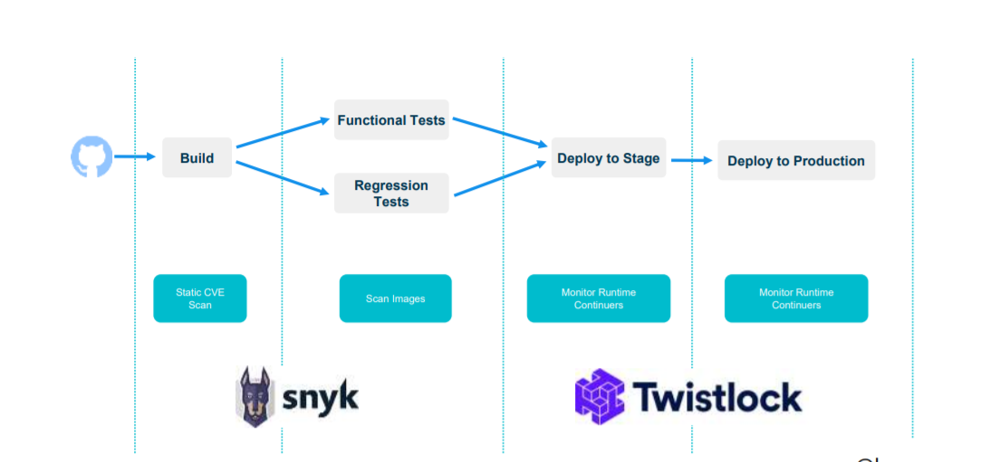 Functional Tests
Build
Regression
Tests
Deploy to Stage
Deploy to Production
Static CVE
Scan
Scan Images
Monitor Runtime
Continuers
Monitor Runtime
Continuers
snyk
Twistlock